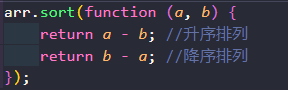 arr.sort(function (a, b) {
    return a - b; //升序排列
    return b - a; //降序排列
});